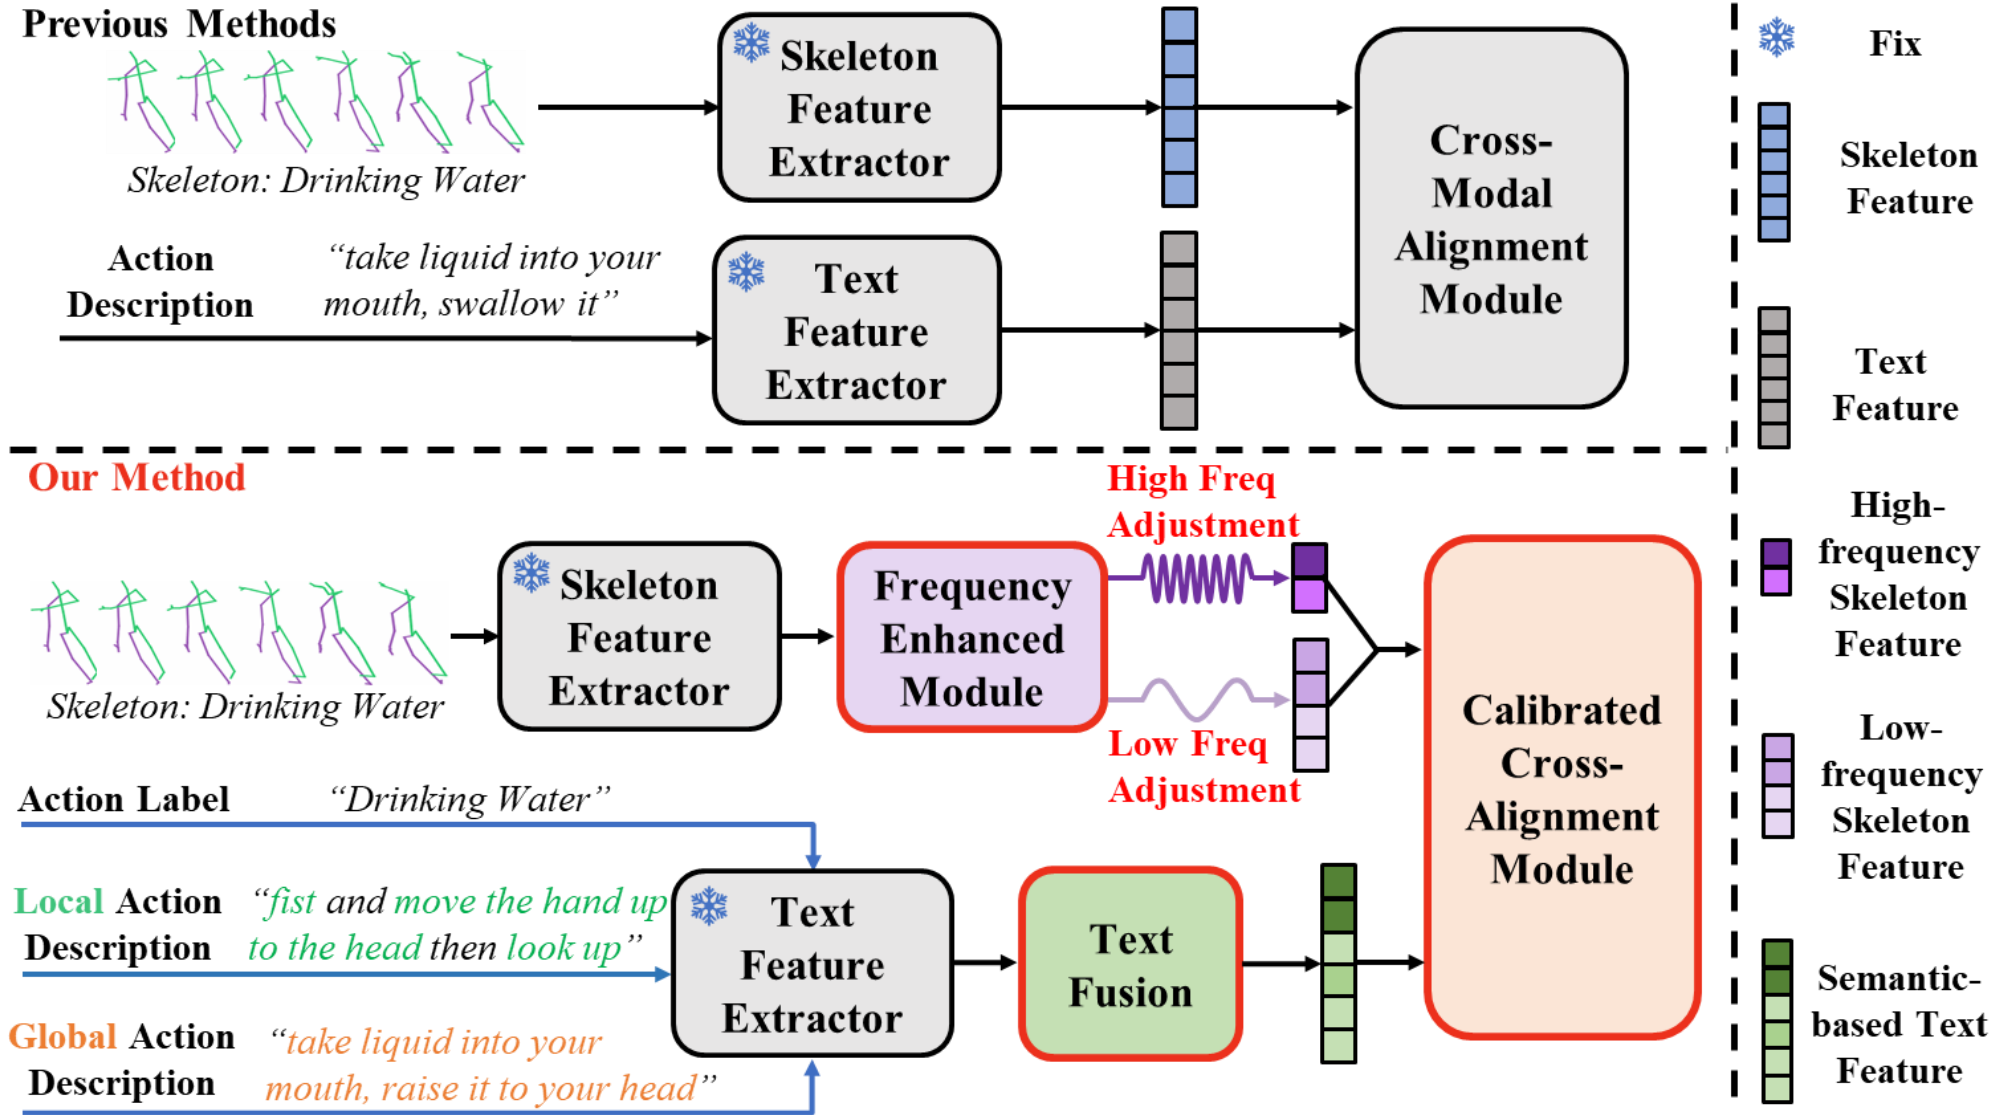 Previous Methods
Skeleton: Drinking Water
Skeleton
Feature
Extractor
Action
Description
“take liquid into your
mouth, swallow it”
Text
Feature
Extractor
Cross-
Modal
Alignment
Module
Our Method
Skeleton: Drinking Water
Skeleton
Feature
Extractor
Frequency
Enhanced
Module
High Freq
Adjustment
Low Freq
Adjustment
Action Label
“Drinking Water”
Local Action
Description
“fist and move the hand up
to the head then look up”
Global Action
Description
“take liquid into your
mouth, raise it to your head”
Text
Feature
Extractor
Text
Fusion
Calibrated
Cross-
Alignment
Module
Fix
Skeleton
Feature
Text
Feature
High-
frequency
Skeleton
Feature
Low-
frequency
Skeleton
Feature
Semantic-
based Text
Feature